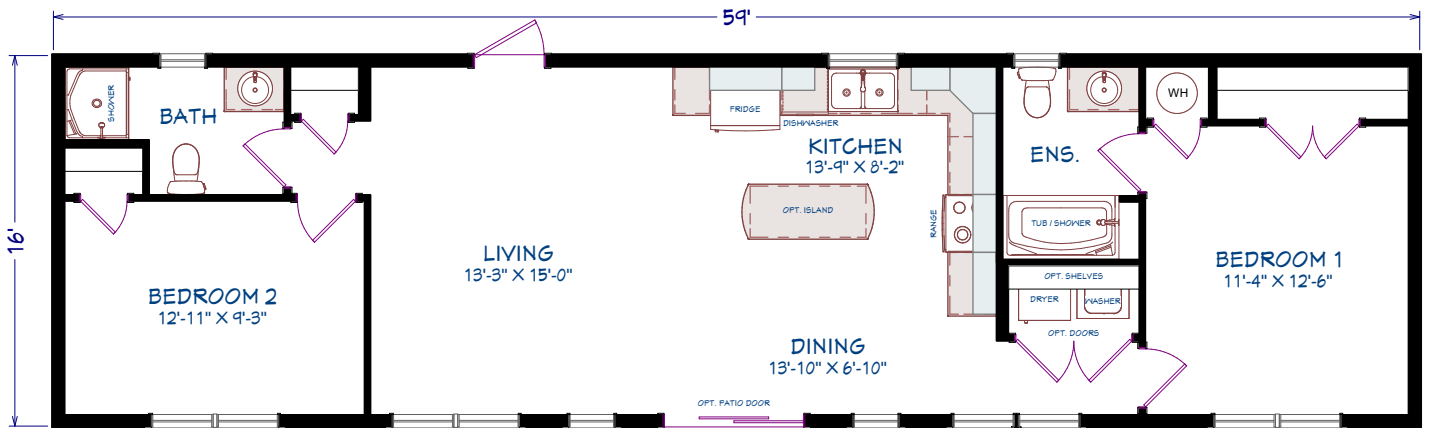 59'
16'
SHOWER
BATH
FRIDGE
DISHWASHER
KITCHEN
13'-9" X 8'-2"
OPT. ISLAND
RANGE
ENS.
WH
TUB / SHOWER
LIVING
13'-3" X 15'-0"
BEDROOM 1
11'-4" X 12'-6"
OPT. SHELVES
DRYER
WASHER
OPT. DOORS
BEDROOM 2
12'-11" X 9'-3"
DINING
13'-10" X 6'-10"
OPT. PATIO DOOR